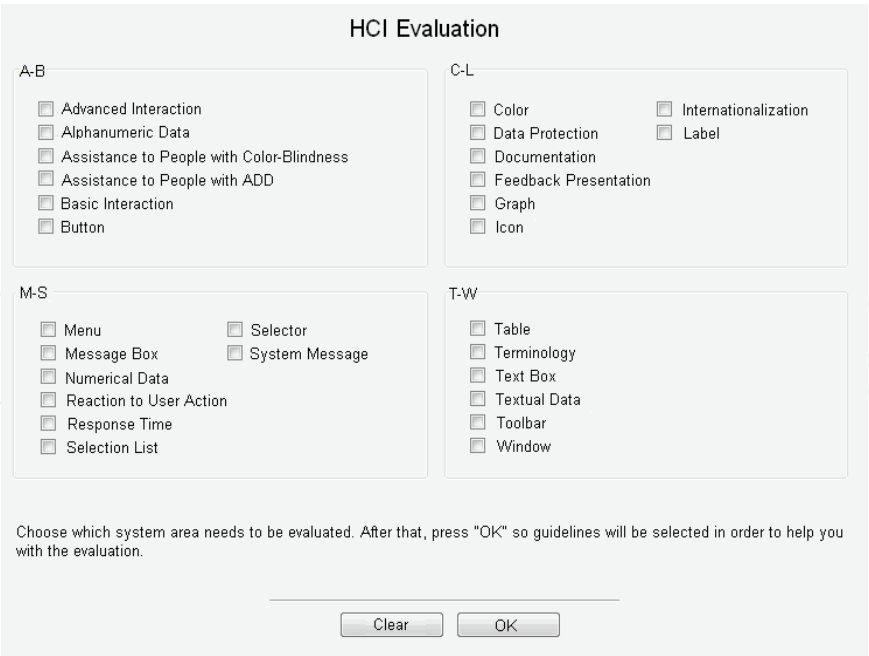 HCI Evaluation
A-B
Advanced Interaction
Alphanumeric Data
Assistance to People with Color-Blindness
Assistance to People with ADD
Basic Interaction
Button
C-L
Color
Data Protection
Documentation
Feedback Presentation
Graph
Icon
Internationalization
Label
M-S
Menu
Message Box
Numerical Data
Reaction to User Action
Response Time
Selection List
Selector
System Message
T-W
Table
Terminology
Text Box
Textual Data
Toolbar
Window
Choose which system area needs to be evaluated. After that, press "OK" so guidelines will be selected in order to help you
with the evaluation.
Clear
OK